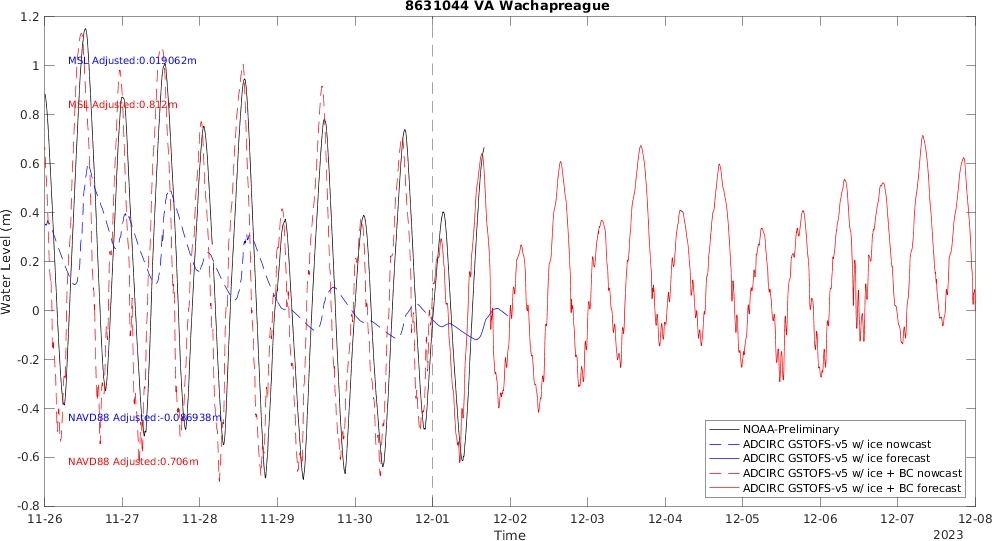 8631044 VA Wachapreague
1.2
1
0.8
0.6
0.4
0.2
0
-0.2
-0.4
-0.6
-0.8
Water Level (m)
MSL Adjusted:0.019062m
MSL Adjusted:0.812m
NAVD88 Adjusted:-0.086938m
NAVD88 Adjusted:0.706m
NOAA-Preliminary
ADCIRC GSTOFS-v5 w/ ice nowcast
ADCIRC GSTOFS-v5 w/ ice forecast
ADCIRC GSTOFS-v5 w/ ice + BC nowcast
ADCIRC GSTOFS-v5 w/ ice + BC forecast
11-26 11-27 11-28 11-29 11-30 12-01 12-02 12-03 12-04 12-05 12-06 12-07 12-08
Time
2023